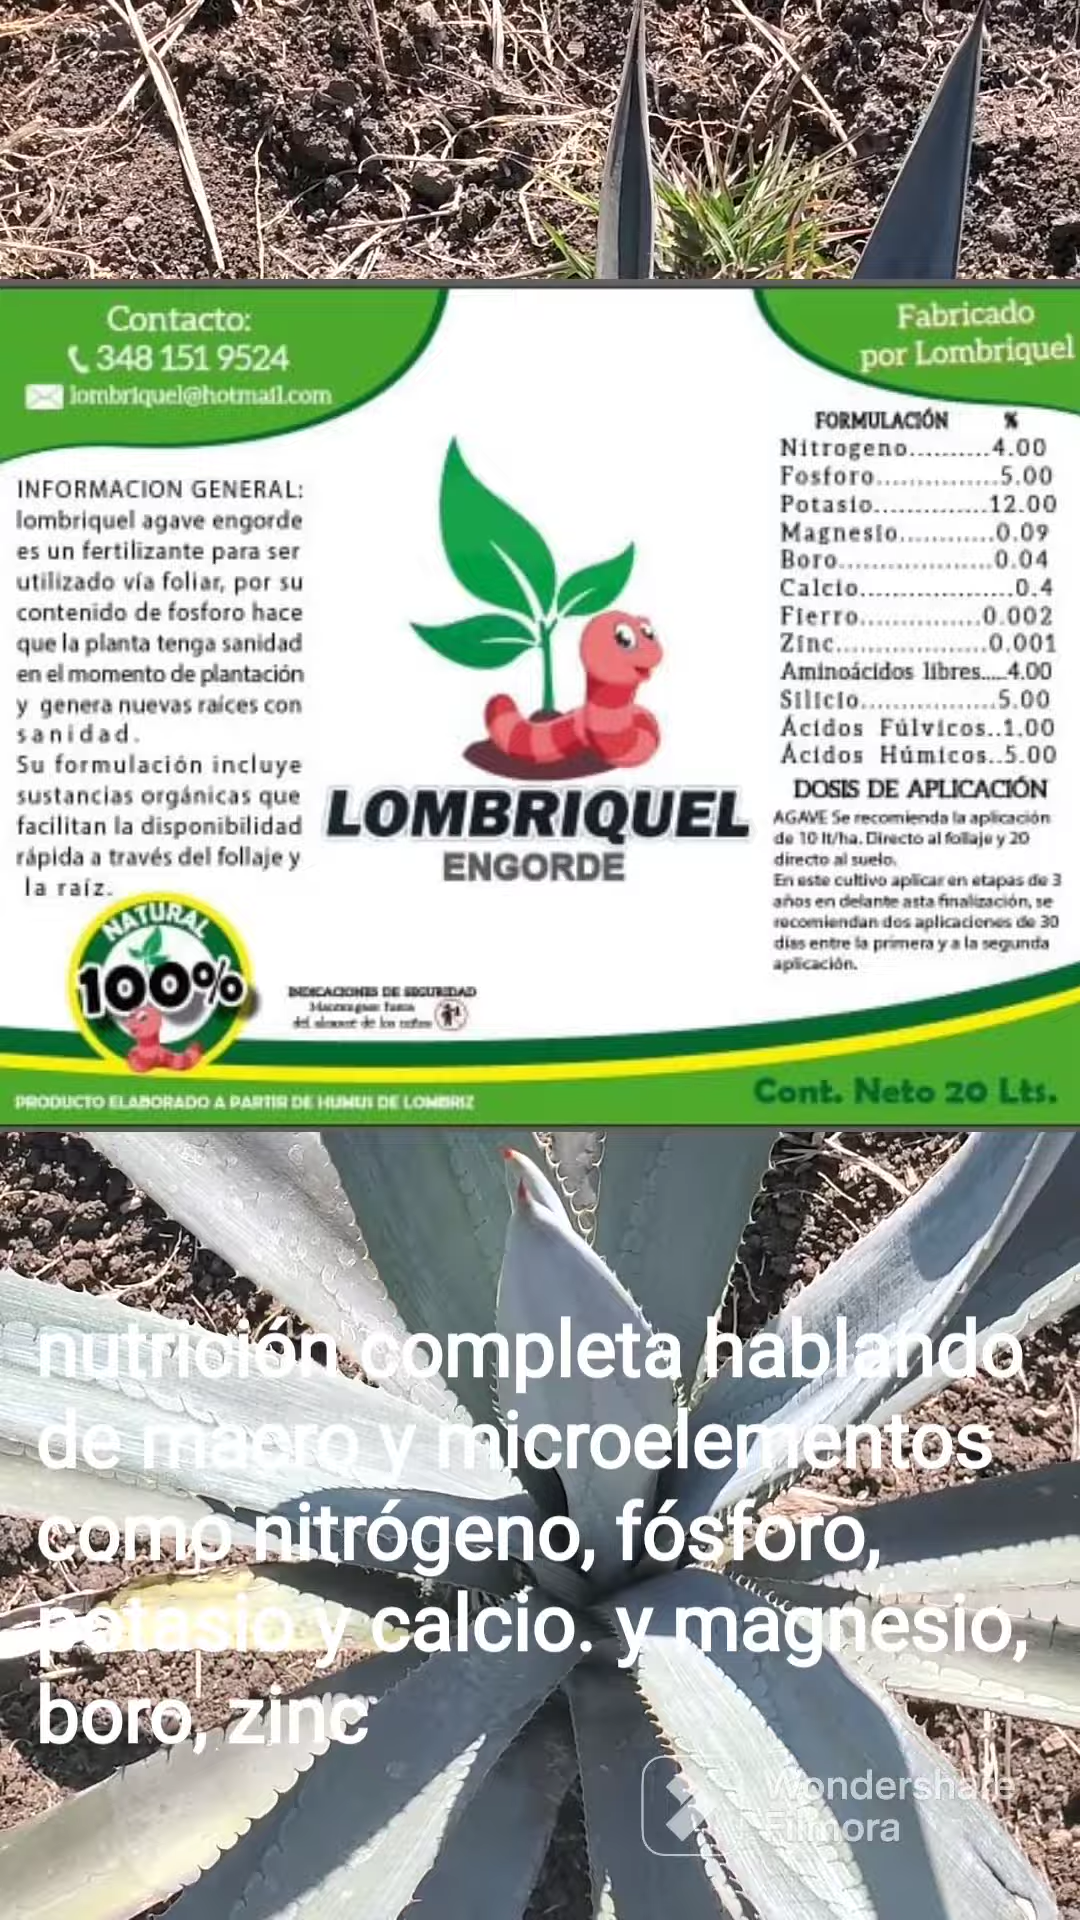 Contacto:
348 151 9524
lombriquel@hotmail.com
Fabricado
por Lombriquel
INFORMACION GENERAL:
lombriquel agave engorde
es un fertilizante para ser
utilizado vía foliar, por su
contenido de fosforo hace
que la planta tenga sanidad
en el momento de plantación
y genera nuevas raíces con
sanidad.
Su formulación incluye
sustancias orgánicas que
facilitan la disponibilidad
rápida a través del follaje y
la raíz.
LOMBRIQUEL
ENGORDE
FORMULACIÓN %
Nitrogeno..........4.00
Fosforo...............5.00
Potasio..............12.00
Magnesio............0.09
Boro....................0.04
Calcio....................0.4
Fierro...............0.002
Zinc...................0.001
Aminoácidos libres.....4.00
Silicio..................5.00
Ácidos Fúlvicos..1.00
Ácidos Húmicos..5.00
DOSIS DE APLICACIÓN
AGAVE Se recomienda la aplicación
de 10 lt/ha. Directo al follaje y 20
directo al suelo.
En este cultivo aplicar en etapas de 3
años en delante asta finalización, se
recomiendan dos aplicaciones de 30
días entre la primera y a la segunda
aplicación.
NATURAL
100%
INDICACIONES DE SEGURIDAD
del alcance de los niños
PRODUCTO ELABORADO A PARTIR DE HUMUS DE LOMBRIZ
Cont. Neto 20 Lts.
nutrición completa hablando
de macro y microelementos
como nitrógeno, fósforo,
potasio y calcio. y magnesio,
boro, zinc
Wondershare
Filmora